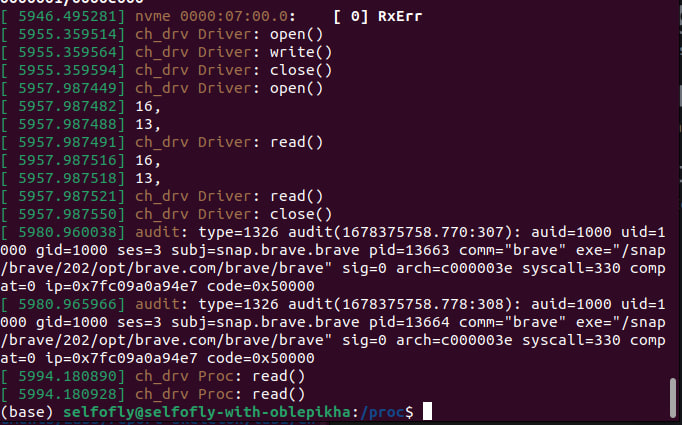 [ 5946.495281] nvme 0000:07:00.0:    [ 0] RxErr
[ 5955.359514] ch_drv Driver: open()
[ 5955.359564] ch_drv Driver: write()
[ 5955.359594] ch_drv Driver: close()
[ 5957.987449] ch_drv Driver: open()
[ 5957.987482] 16,
[ 5957.987488] 13,
[ 5957.987491] ch_drv Driver: read()
[ 5957.987516] 16,
[ 5957.987518] 13,
[ 5957.987521] ch_drv Driver: read()
[ 5957.987550] ch_drv Driver: close()
[ 5980.960038] audit: type=1326 audit(1678375758.770:307): auid=1000 uid=1
000 gid=1000 ses=3 subj=snap.brave.brave pid=13663 comm="brave" exe="/snap
/brave/202/opt/brave.com/brave/brave" sig=0 arch=c000003e syscall=330 comp
at=0 ip=0x7fc09a0a94e7 code=0x50000
[ 5980.965966] audit: type=1326 audit(1678375758.778:308): auid=1000 uid=1
000 gid=1000 ses=3 subj=snap.brave.brave pid=13664 comm="brave" exe="/snap
/brave/202/opt/brave.com/brave/brave" sig=0 arch=c000003e syscall=330 comp
at=0 ip=0x7fc09a0a94e7 code=0x50000
[ 5994.180890] ch_drv Proc: read()
[ 5994.180928] ch_drv Proc: read()
(base) selfofly@selfofly-with-oblepikha:/proc$